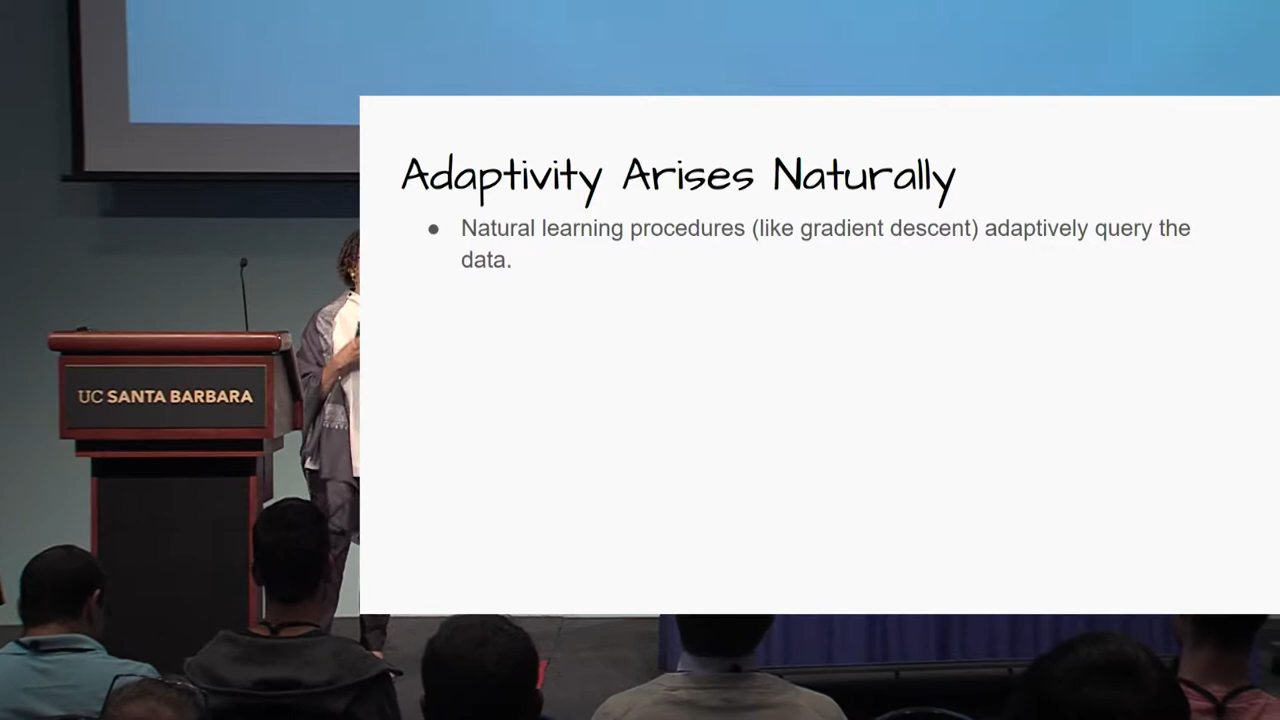 Adaptivity Arises Naturally
● Natural learning procedures (like gradient descent) adaptively query the
data.
UC SANTA BARBARA